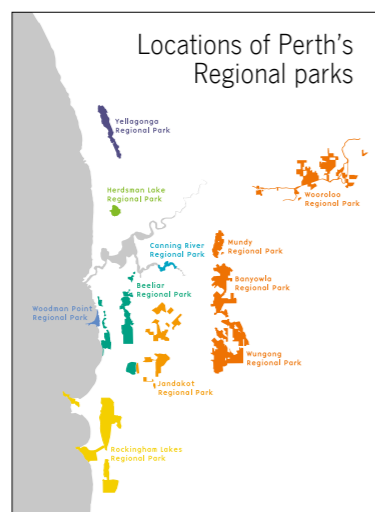 Locations of Perth's
Regional parks
Yellagonga
Regional Park
Wooroloo
Regional Park
Herdsman Lake
Regional Park
Canning River
Regional Park
Mundy
Regional Park
Beeliar
Regional Park
Banyowla
Regional Park
Woodman Point
Regional Park
Wungong
Regional Park
Jandakot
Regional Park
Rockingham Lakes
Regional Park